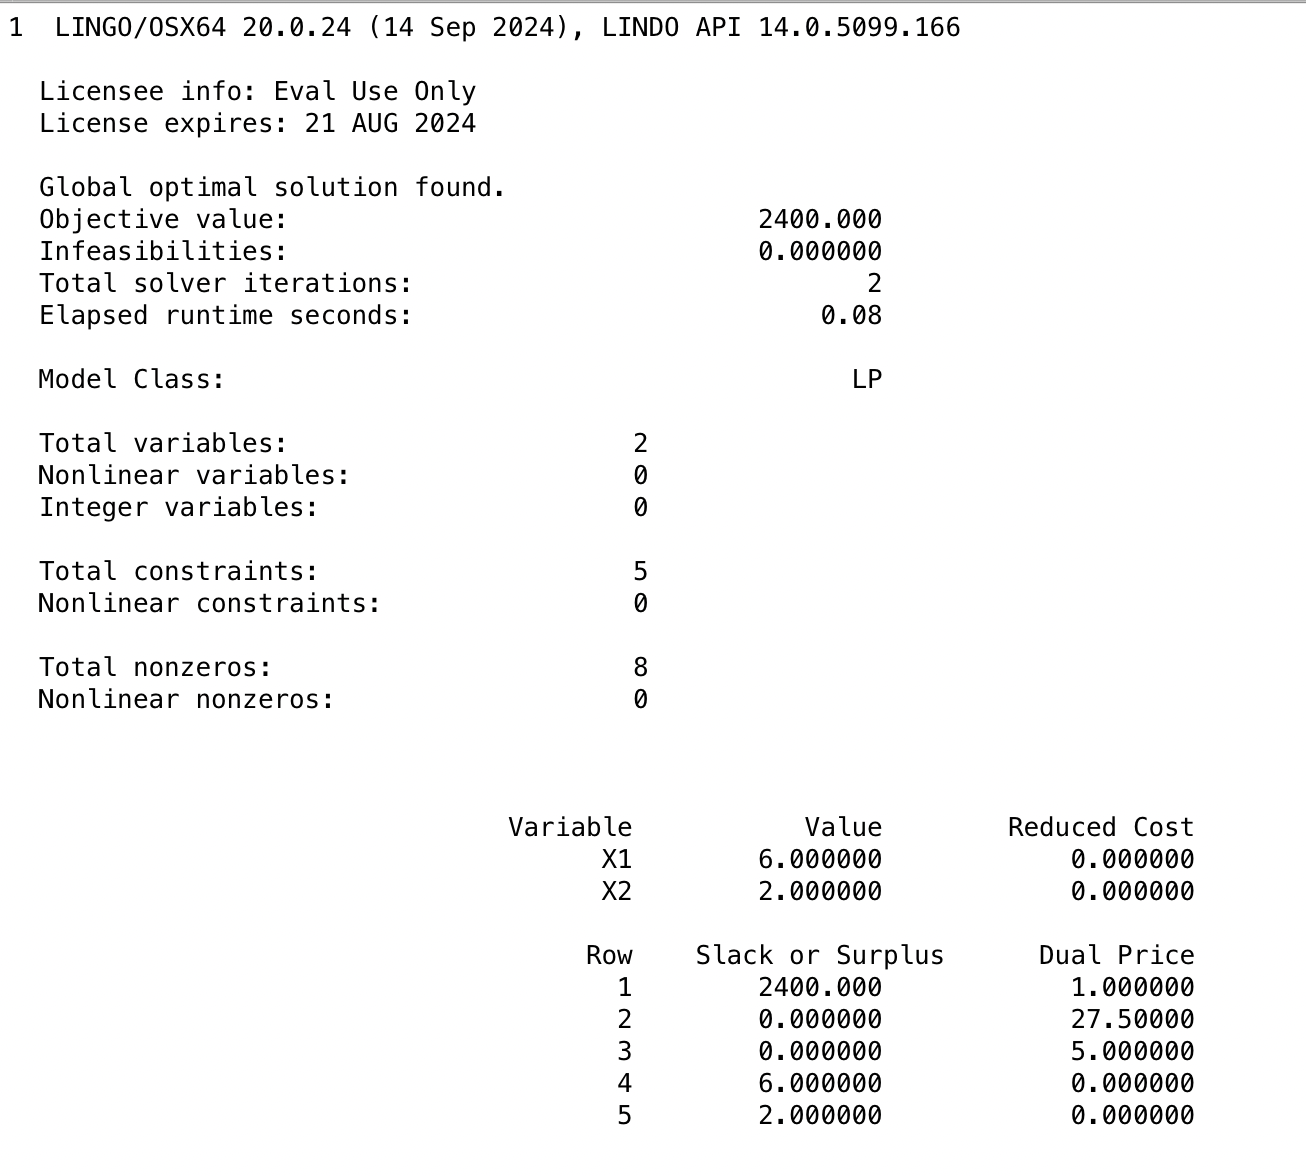 1 LINGO/OSX64 20.0.24 (14 Sep 2024), LINDO API 14.0.5099.166
Licensee info: Eval Use Only
License expires: 21 AUG 2024
Global optimal solution found.
Objective value: 2400.000
Infeasibilities: 0.000000
Total solver iterations: 2
Elapsed runtime seconds: 0.08
Model Class: LP
Total variables: 2
Nonlinear variables: 0
Integer variables: 0
Total constraints: 5
Nonlinear constraints: 0
Total nonzeros: 8
Nonlinear nonzeros: 0
Variable Value Reduced Cost
X1 6.000000 0.000000
X2 2.000000 0.000000
Row Slack or Surplus Dual Price
1 2400.000 1.000000
2 0.000000 27.50000
3 0.000000 5.000000
4 6.000000 0.000000
5 2.000000 0.000000